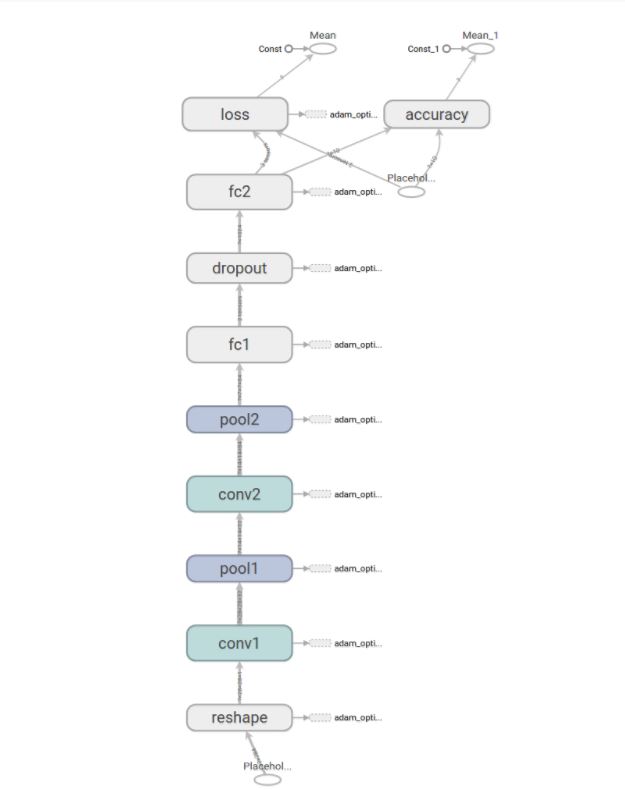 Mean
Mean_1
Const
Const_1
loss
adam_opti...
accuracy
Placehol...
fc2
adam_opti...
dropout
adam_opti...
fc1
adam_opti...
pool2
adam_opti...
conv2
adam_opti...
pool1
adam_opti...
conv1
adam_opti...
reshape
adam_opti...
Placehol...